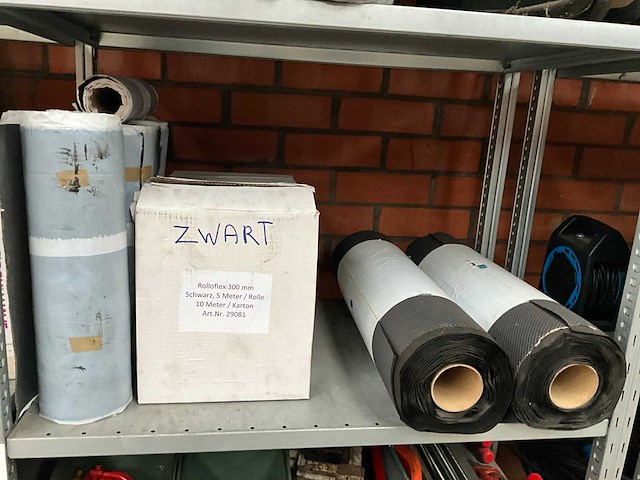 ZWART
Rolloflex 300 mm
Schwarz, 5 Meter / Rolle
10 Meter / Karton
Art.Nr. 29081